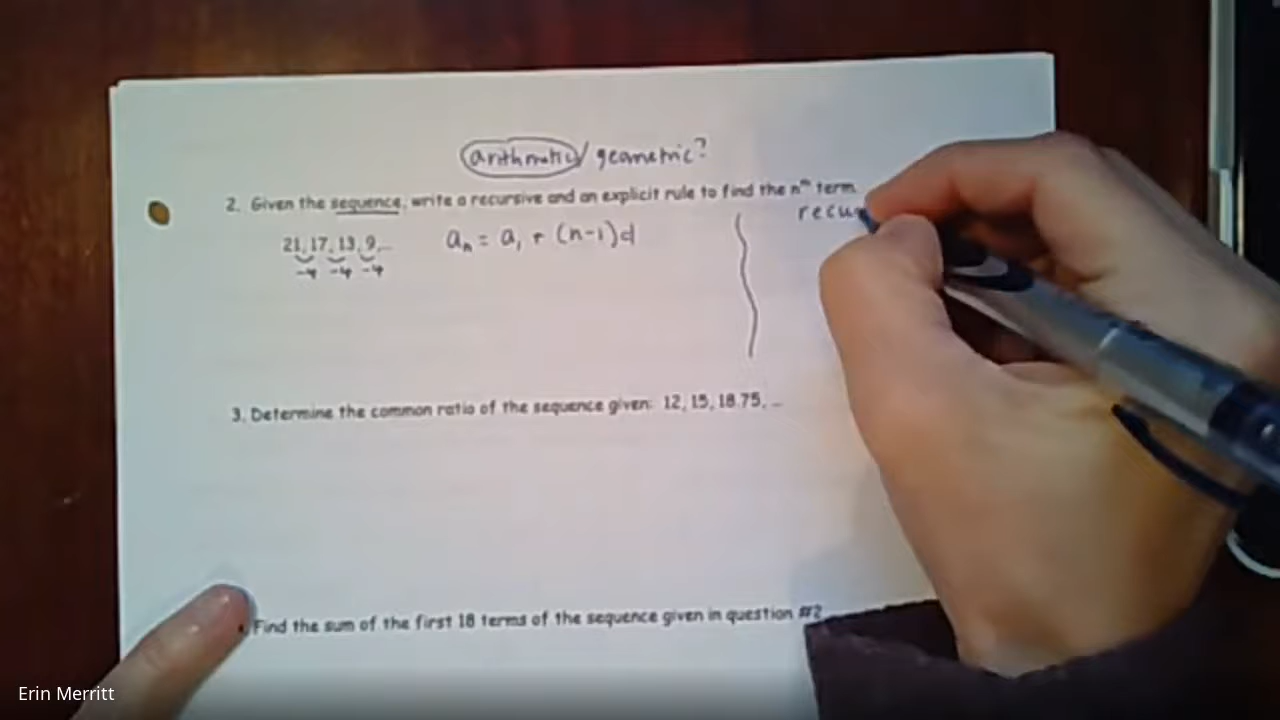 arithmetic/ geometric?
2. Given the sequence, write a recursive and an explicit rule to find the nth term.
recu
21, 17, 13, 9,... aₙ = a₁ + (n-1)d
-4 -4 -4
3. Determine the common ratio of the sequence given: 12, 15, 18.75, ...
Find the sum of the first 18 terms of the sequence given in question #2
Erin Merritt